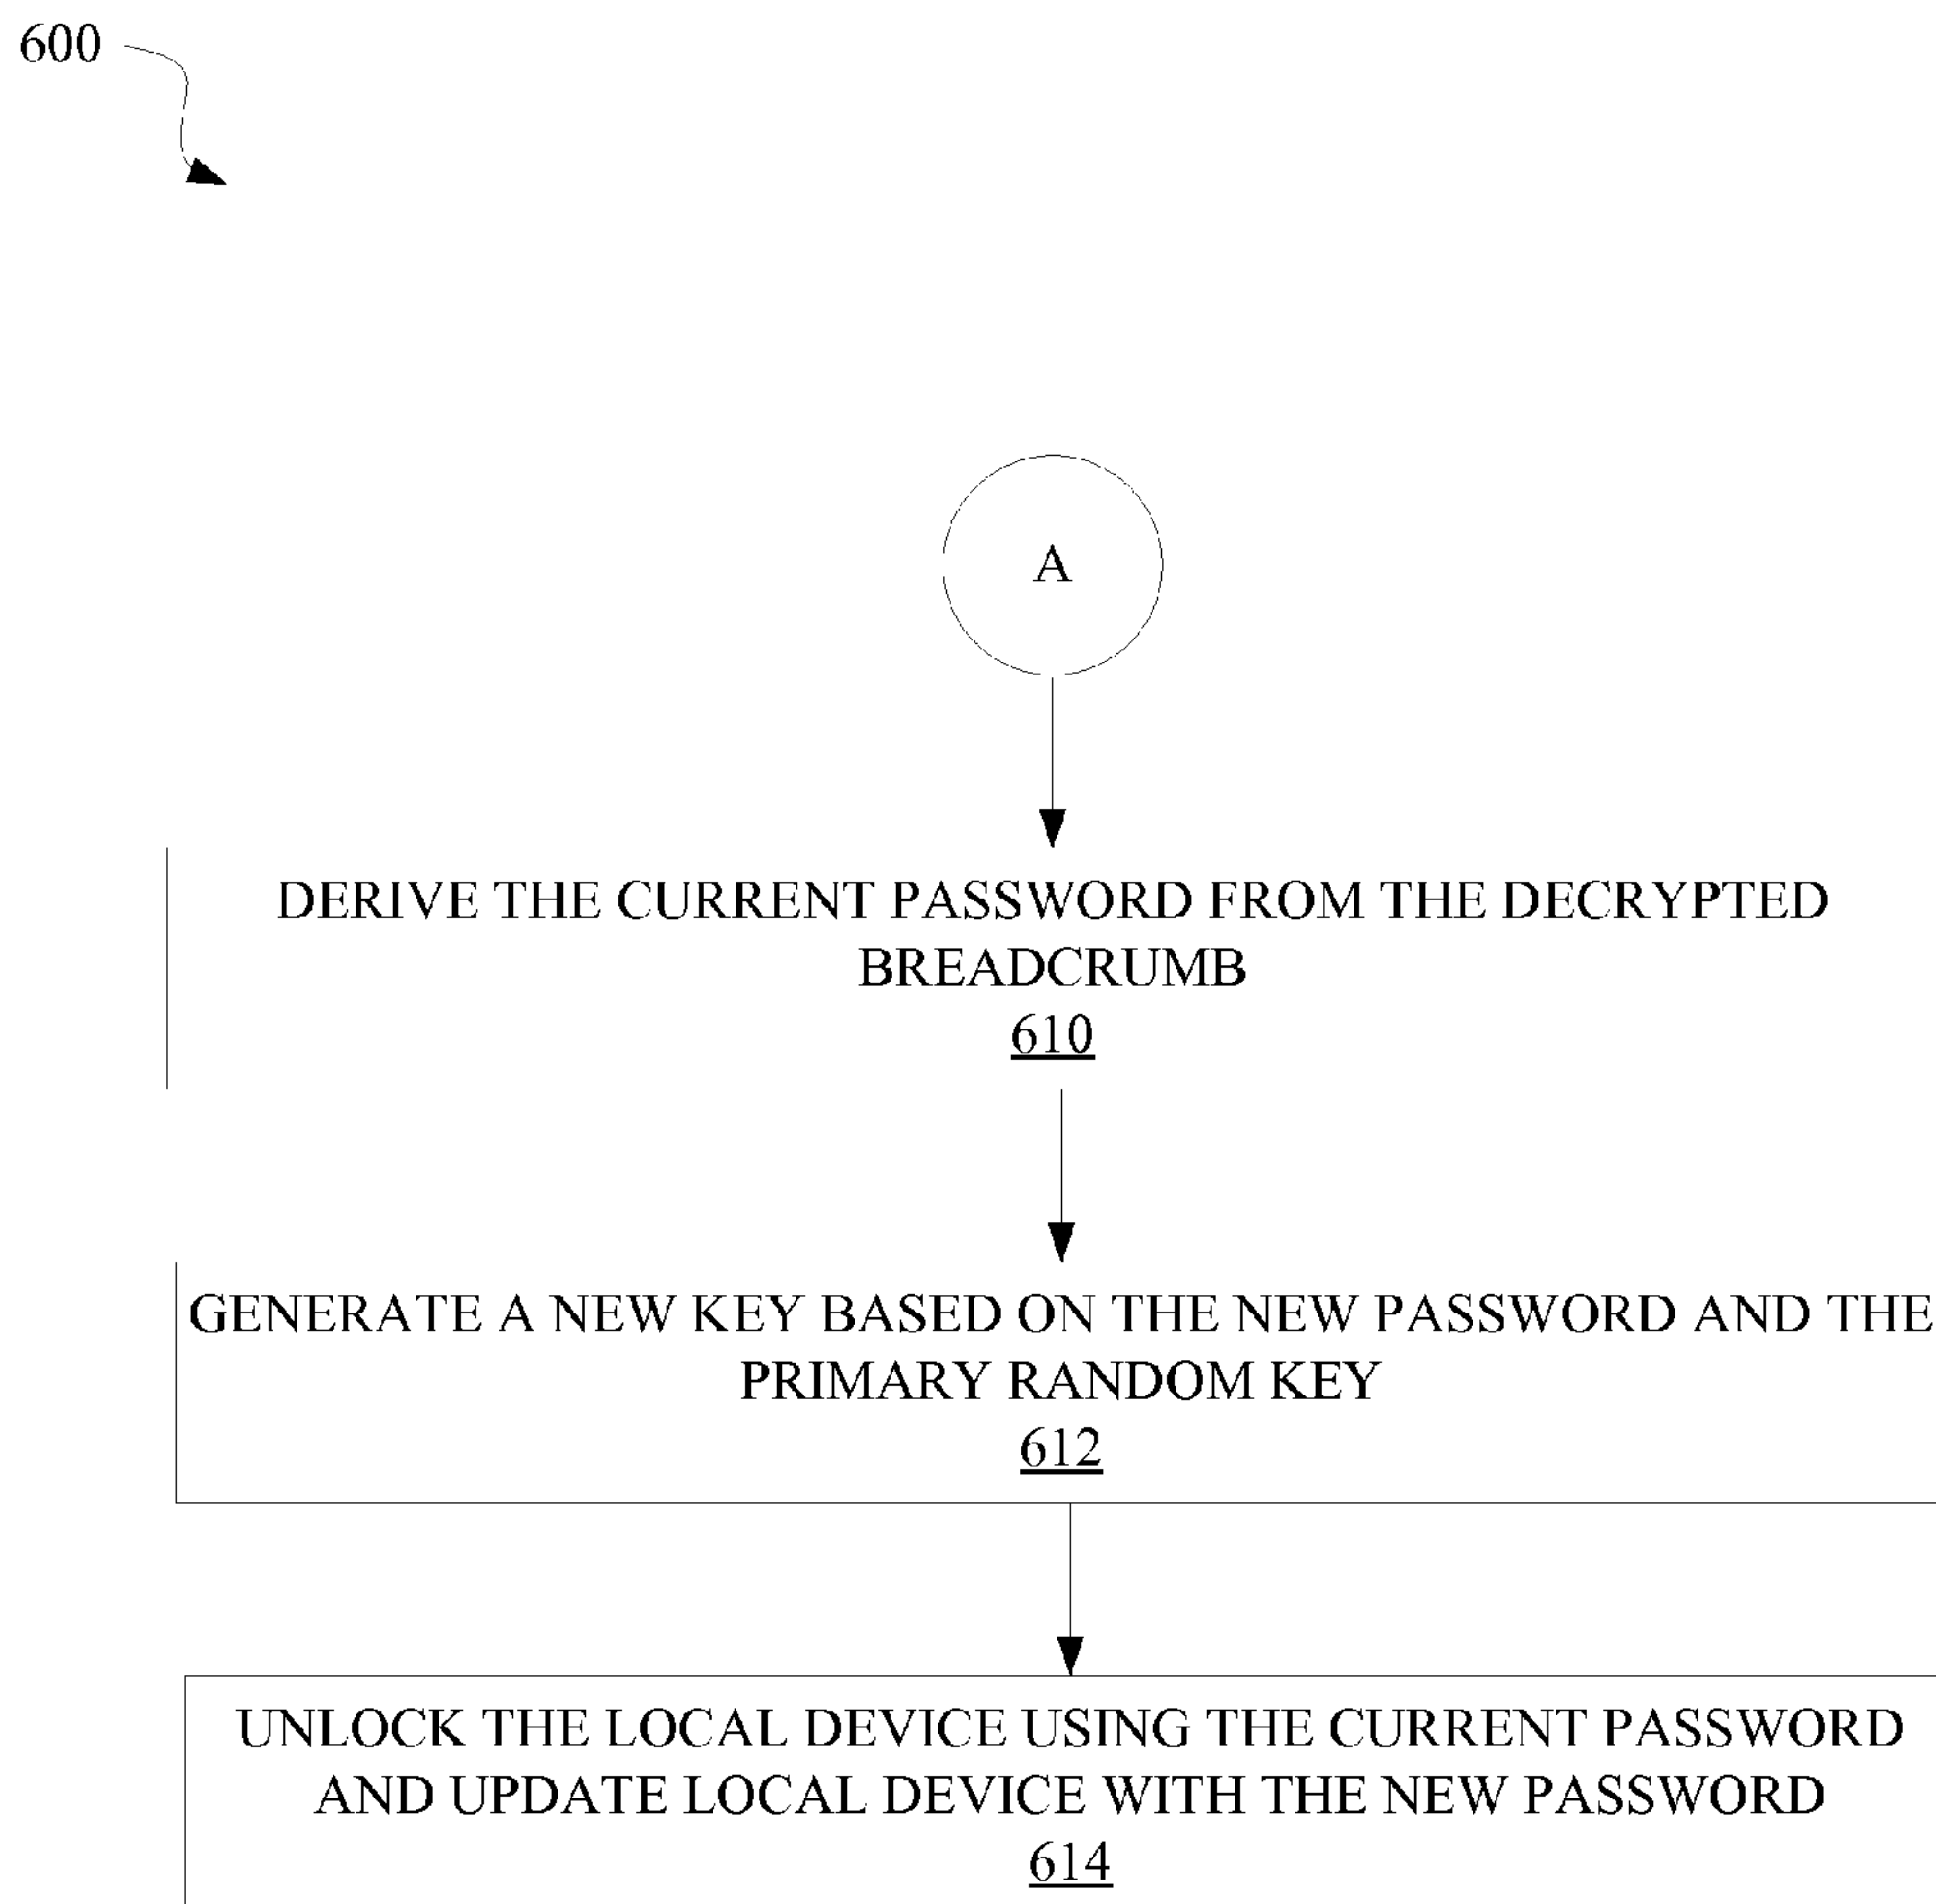 600
A
DERIVE THE CURRENT PASSWORD FROM THE DECRYPTED
BREADCRUMB
610
GENERATE A NEW KEY BASED ON THE NEW PASSWORD AND THE
PRIMARY RANDOM KEY
612
UNLOCK THE LOCAL DEVICE USING THE CURRENT PASSWORD
AND UPDATE LOCAL DEVICE WITH THE NEW PASSWORD
614